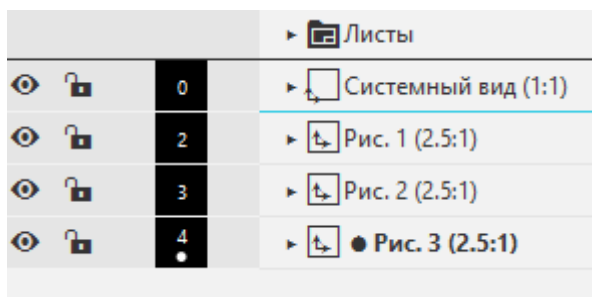 Листы
0 Системный вид (1:1)
2 Рис. 1 (2.5:1)
3 Рис. 2 (2.5:1)
4 ● Рис. 3 (2.5:1)